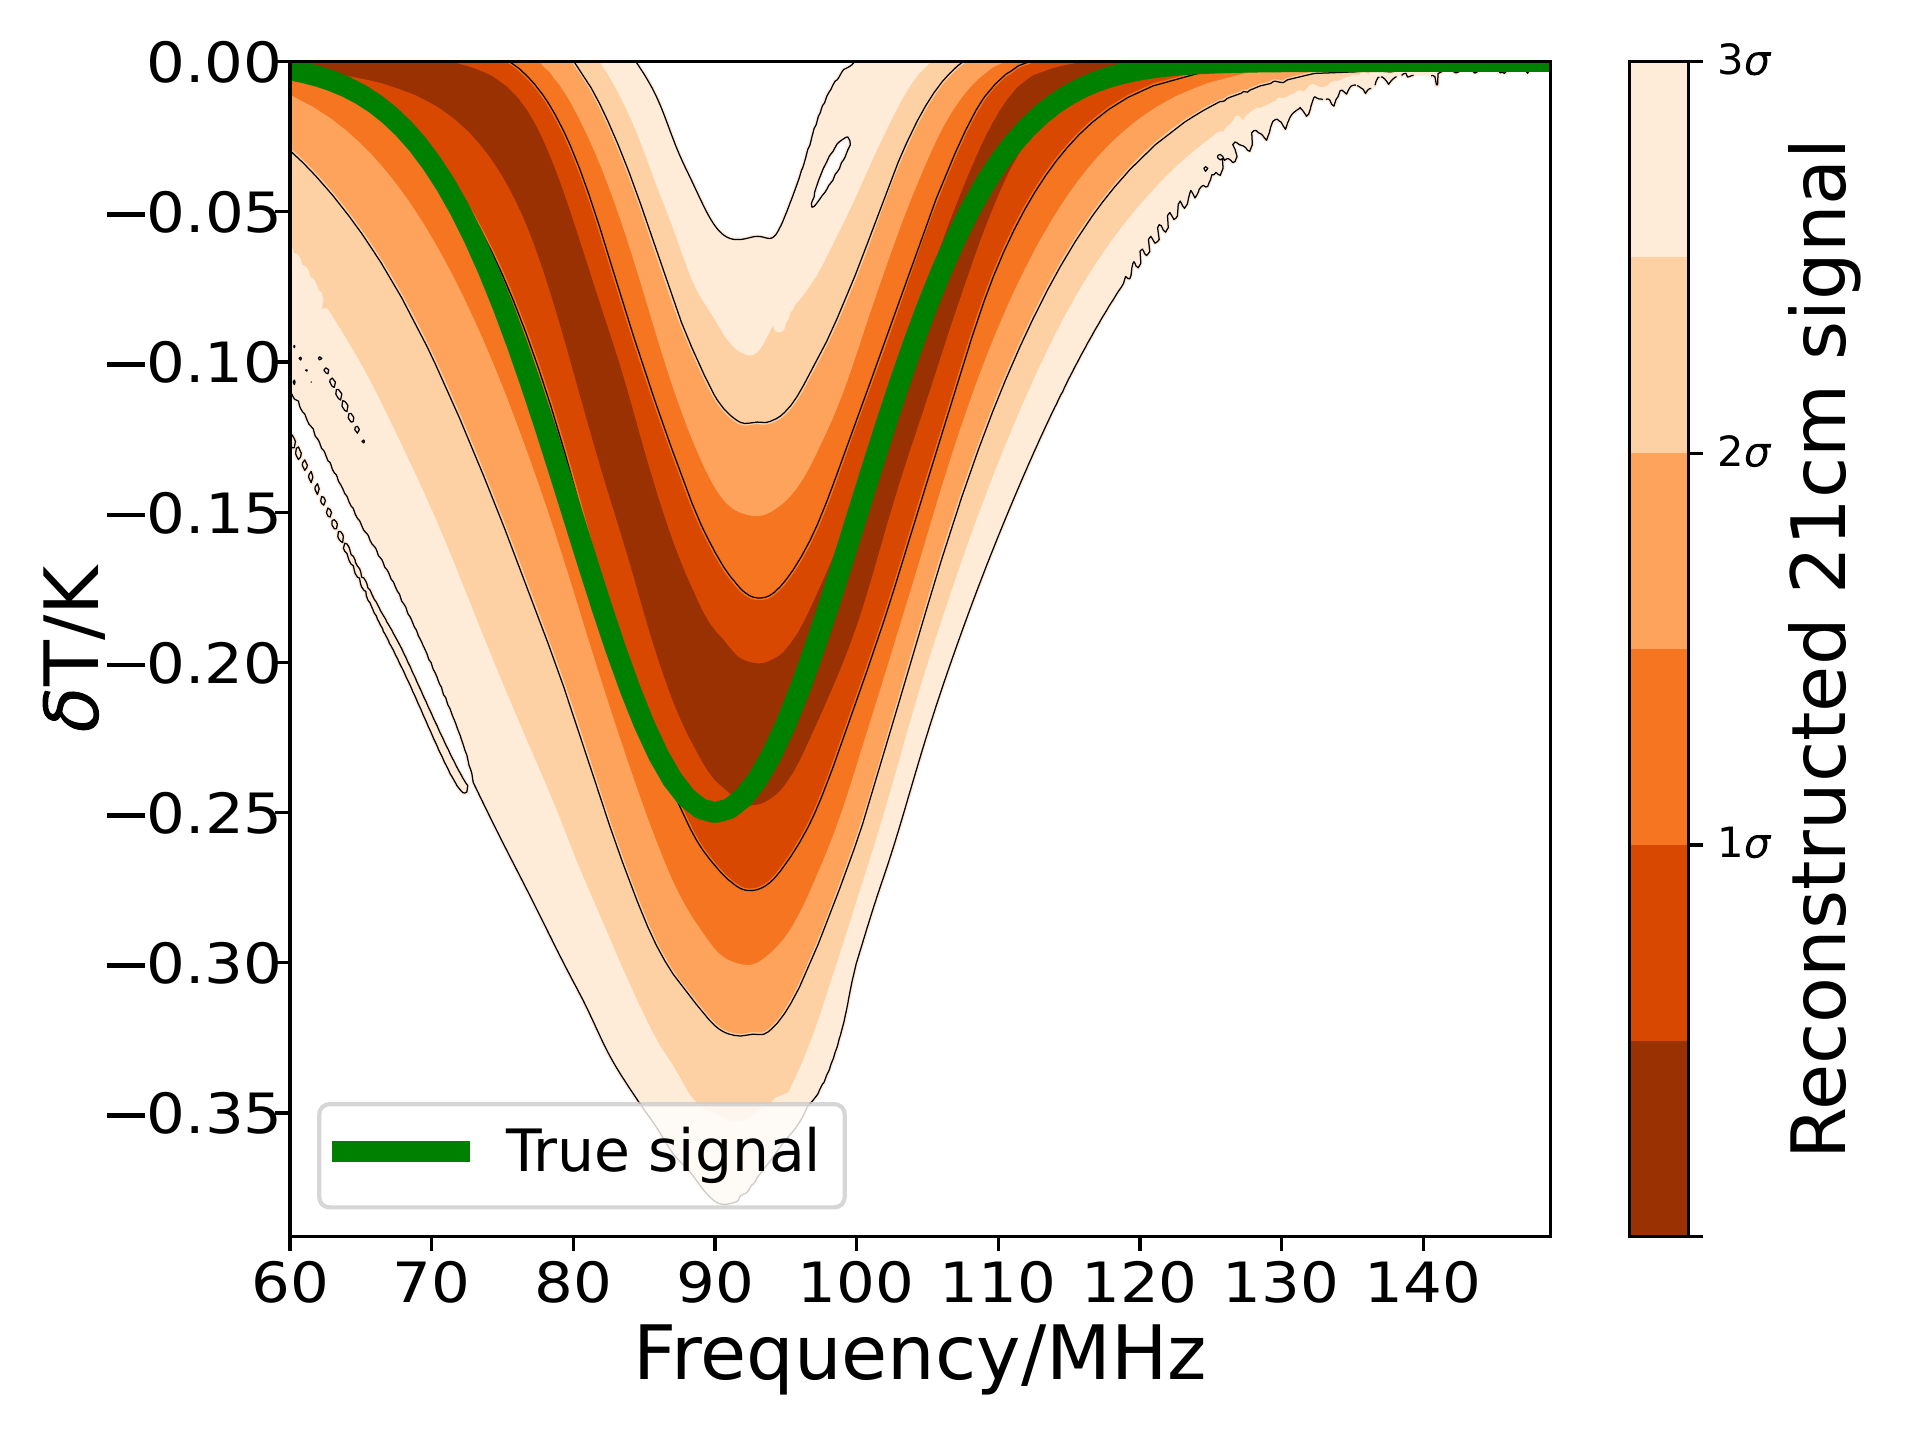 0.00
−0.05
−0.10
−0.15
−0.20
−0.25
−0.30
−0.35
δT/K
True signal
60 70 80 90 100 110 120 130 140
Frequency/MHz
3σ
2σ
1σ
Reconstructed 21cm signal